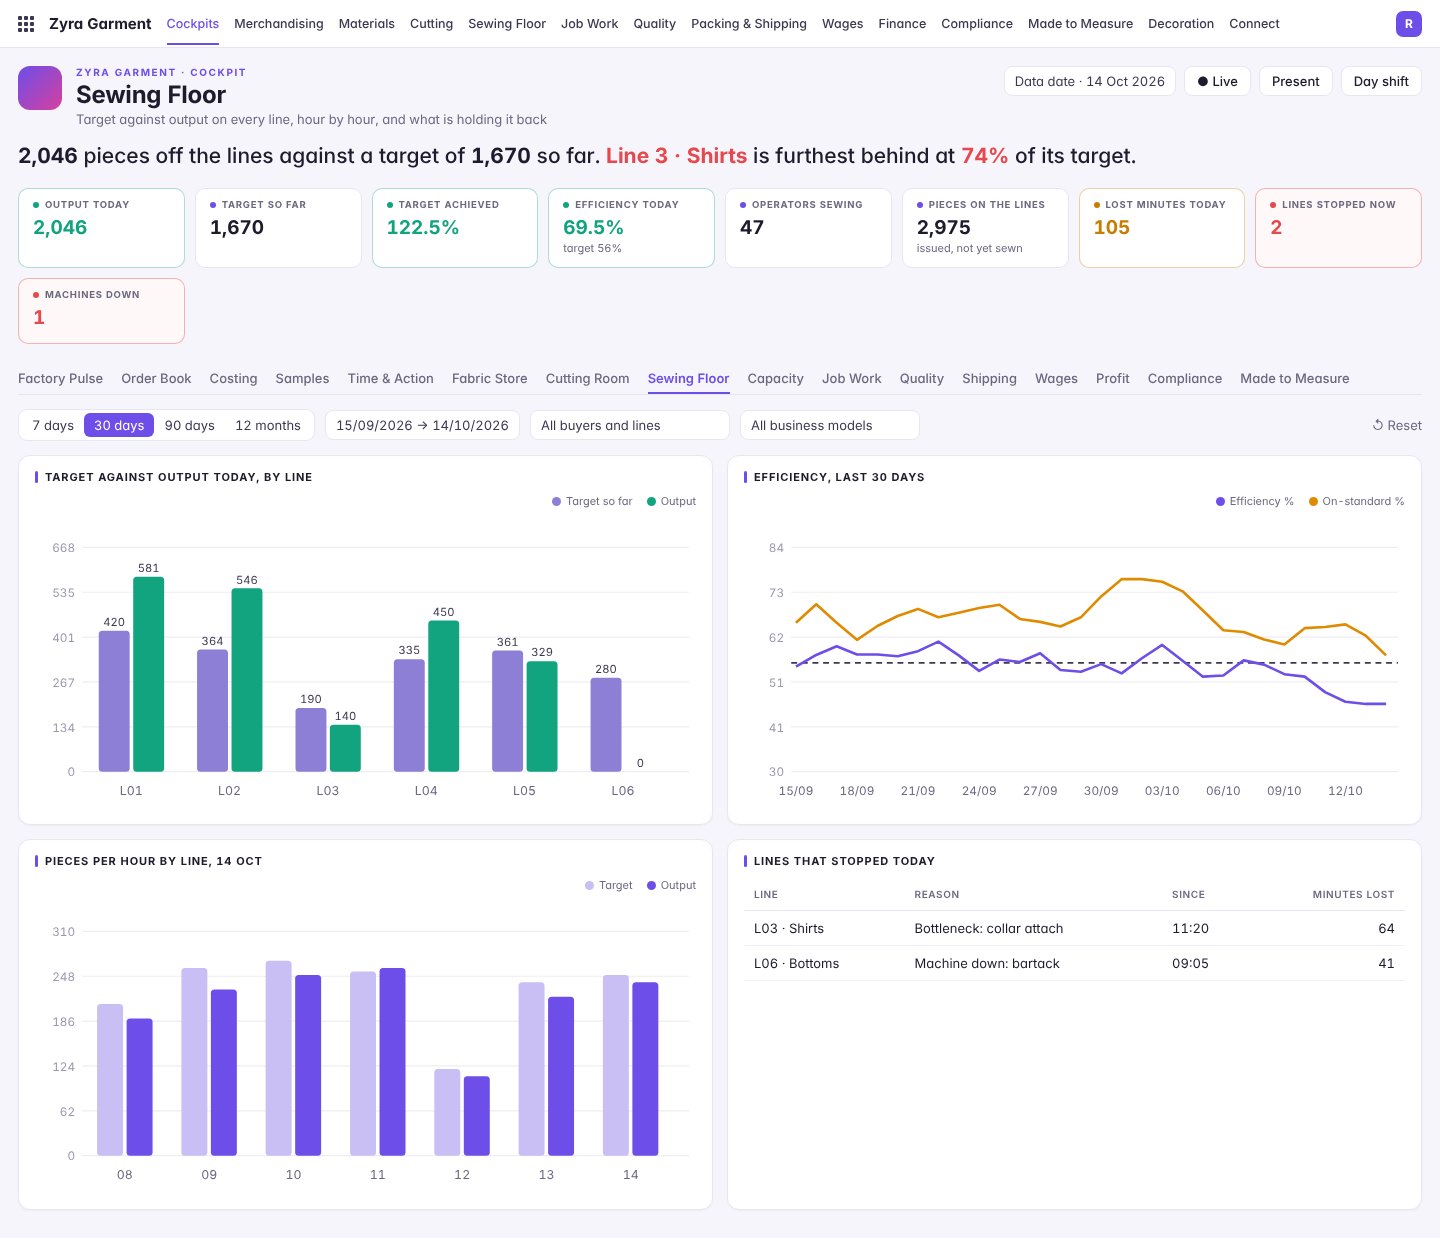 Zyra Garment Cockpits Merchandising Materials Cutting Sewing Floor Job Work Quality Packing & Shipping Wages Finance Compliance Made to Measure Decoration Connect R
ZYRA GARMENT · COCKPIT
Sewing Floor
Target against output on every line, hour by hour, and what is holding it back
Data date · 14 Oct 2026 Live Present Day shift
2,046 pieces off the lines against a target of 1,670 so far. Line 3 · Shirts is furthest behind at 74% of its target.
OUTPUT TODAY
2,046
TARGET SO FAR
1,670
TARGET ACHIEVED
122.5%
EFFICIENCY TODAY
69.5%
target 56%
OPERATORS SEWING
47
PIECES ON THE LINES
2,975
issued, not yet sewn
LOST MINUTES TODAY
105
LINES STOPPED NOW
2
MACHINES DOWN
1
Factory Pulse Order Book Costing Samples Time & Action Fabric Store Cutting Room Sewing Floor Capacity Job Work Quality Shipping Wages Profit Compliance Made to Measure
7 days 30 days 90 days 12 months 15/09/2026 → 14/10/2026 All buyers and lines All business models ↺ Reset
TARGET AGAINST OUTPUT TODAY, BY LINE
Target so far Output
668
535
401
267
134
0
420 581
364 546
190 140
335 450
361 329
280 0
L01 L02 L03 L04 L05 L06
EFFICIENCY, LAST 30 DAYS
Efficiency % On-standard %
84
73
62
51
41
30
15/09 18/09 21/09 24/09 27/09 30/09 03/10 06/10 09/10 12/10
PIECES PER HOUR BY LINE, 14 OCT
Target Output
310
248
186
124
62
0
08 09 10 11 12 13 14
LINES THAT STOPPED TODAY
LINE REASON SINCE MINUTES LOST
L03 · Shirts Bottleneck: collar attach 11:20 64
L06 · Bottoms Machine down: bartack 09:05 41